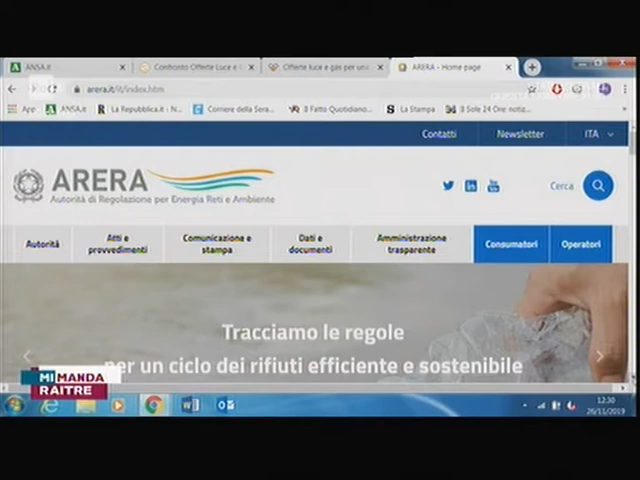 ANSA.it
Confronto Offerte Luce e
Offerte luce e gas per un
ARERA - Home page
arera.it/it/index.htm
App
ANSA.it
La Repubblica.it
Corriere della Sera
Il Fatto Quotidiano
La Stampa
Il Sole 24 Ore: notiz
Contatti
Newsletter
ITA
ARERA
Autorità di Regolazione per Energia Reti e Ambiente
Cerca
Autorità
Atti e
provvedimenti
Comunicazione e
stampa
Dati e
documenti
Amministrazione
trasparente
Consumatori
Operatori
Tracciamo le regole
per un ciclo dei rifiuti efficiente e sostenibile
MI MANDA
RAITRE
12:30
26/11/2019